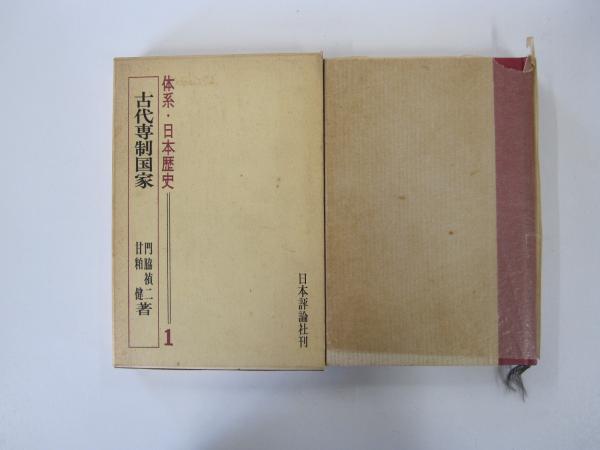 体系・日本歴史 1
古代専制国家
門脇禎二
甘粕健
著
日本評論社刊